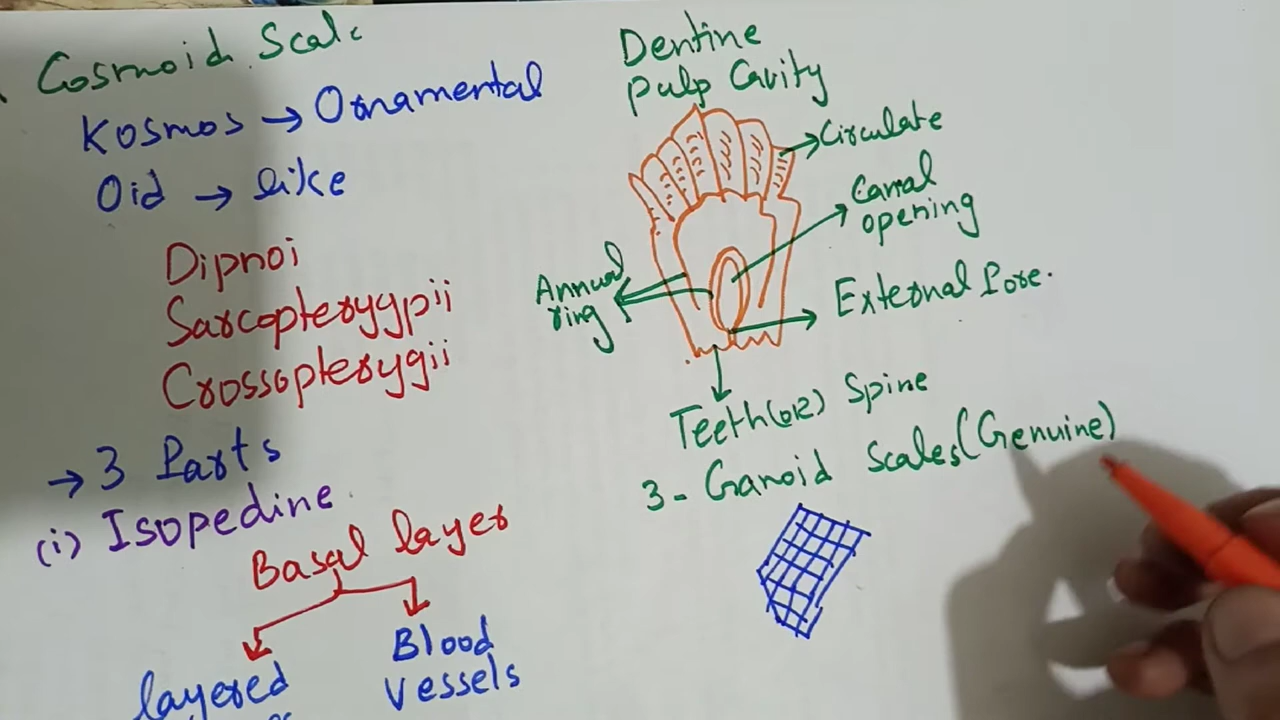 Cosmoid Scale
Kosmos → Ornamental
Oid → like
Dipnoi
Sarcopterygpii
Crossopterygii
→ 3 Parts
(i) Isopedine
Basal layer
layered
Blood
Vessels
Dentine
Pulp Cavity
Circulate
Canal
opening
Annual
ring
External Pore.
Teeth(OR) Spine
3 - Ganoid Scales(Genuine)